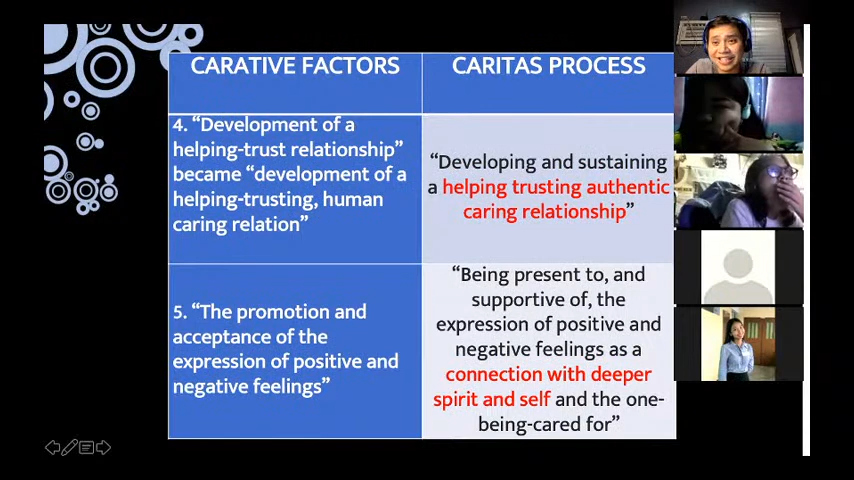 CARATIVE FACTORS
CARITAS PROCESS
4. “Development of a
helping-trust relationship”
became “development of a
helping-trusting, human
caring relation”
“Developing and sustaining
a helping trusting authentic
caring relationship”
5. “The promotion and
acceptance of the
expression of positive and
negative feelings”
“Being present to, and
supportive of, the
expression of positive and
negative feelings as a
connection with deeper
spirit and self and the one-
being-cared for”